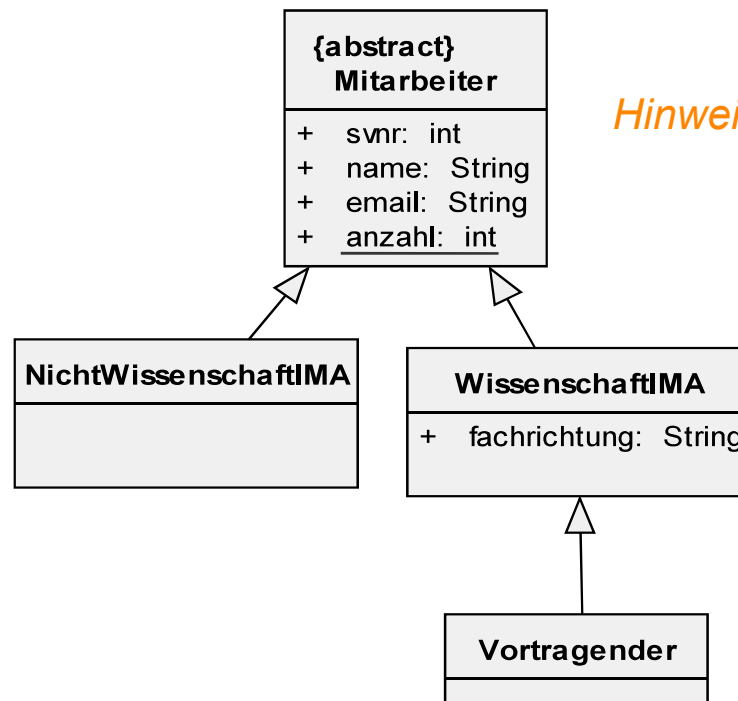 {abstract}
Mitarbeiter
+ svnr: int
+ name: String
+ email: String
+ anzahl: int
NichtWissenschaftlMA
WissenschaftlMA
+ fachrichtung: String
Vortragender